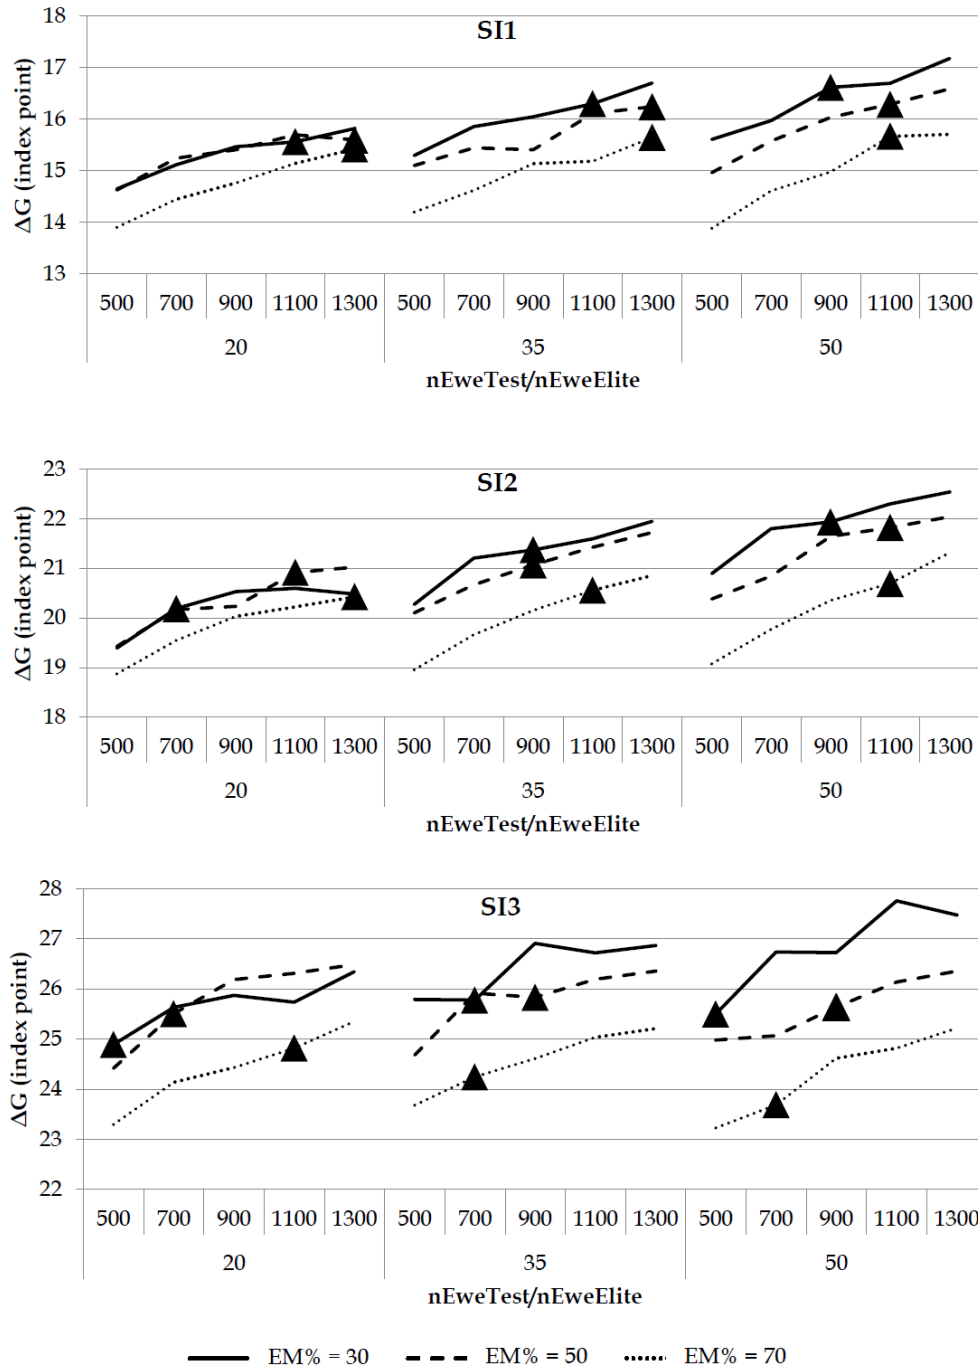 SI1
ΔG (index point)
18
17
16
15
14
13
500 700 900 1100 1300 500 700 900 1100 1300 500 700 900 1100 1300
20 35 50
nEweTest/nEweElite
SI2
ΔG (index point)
23
22
21
20
19
18
500 700 900 1100 1300 500 700 900 1100 1300 500 700 900 1100 1300
20 35 50
nEweTest/nEweElite
SI3
ΔG (index point)
28
27
26
25
24
23
22
500 700 900 1100 1300 500 700 900 1100 1300 500 700 900 1100 1300
20 35 50
nEweTest/nEweElite
EM% = 30 EM% = 50 EM% = 70